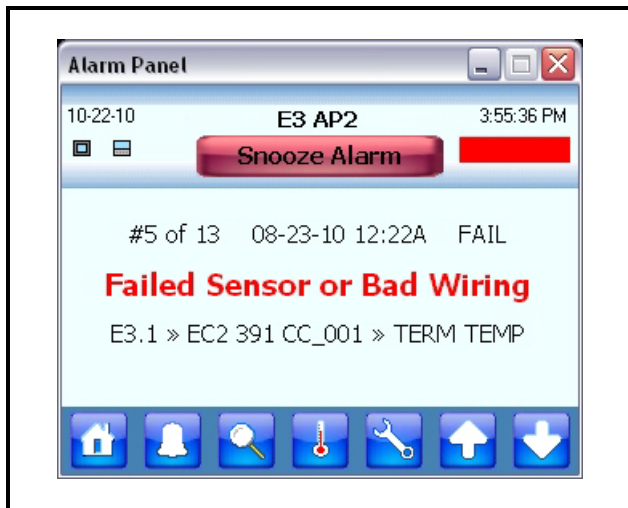 Alarm Panel
10-22-10 E3 AP2 3:55:36 PM
Snooze Alarm
#5 of 13 08-23-10 12:22A FAIL
Failed Sensor or Bad Wiring
E3.1 » EC2 391 CC_001 » TERM TEMP